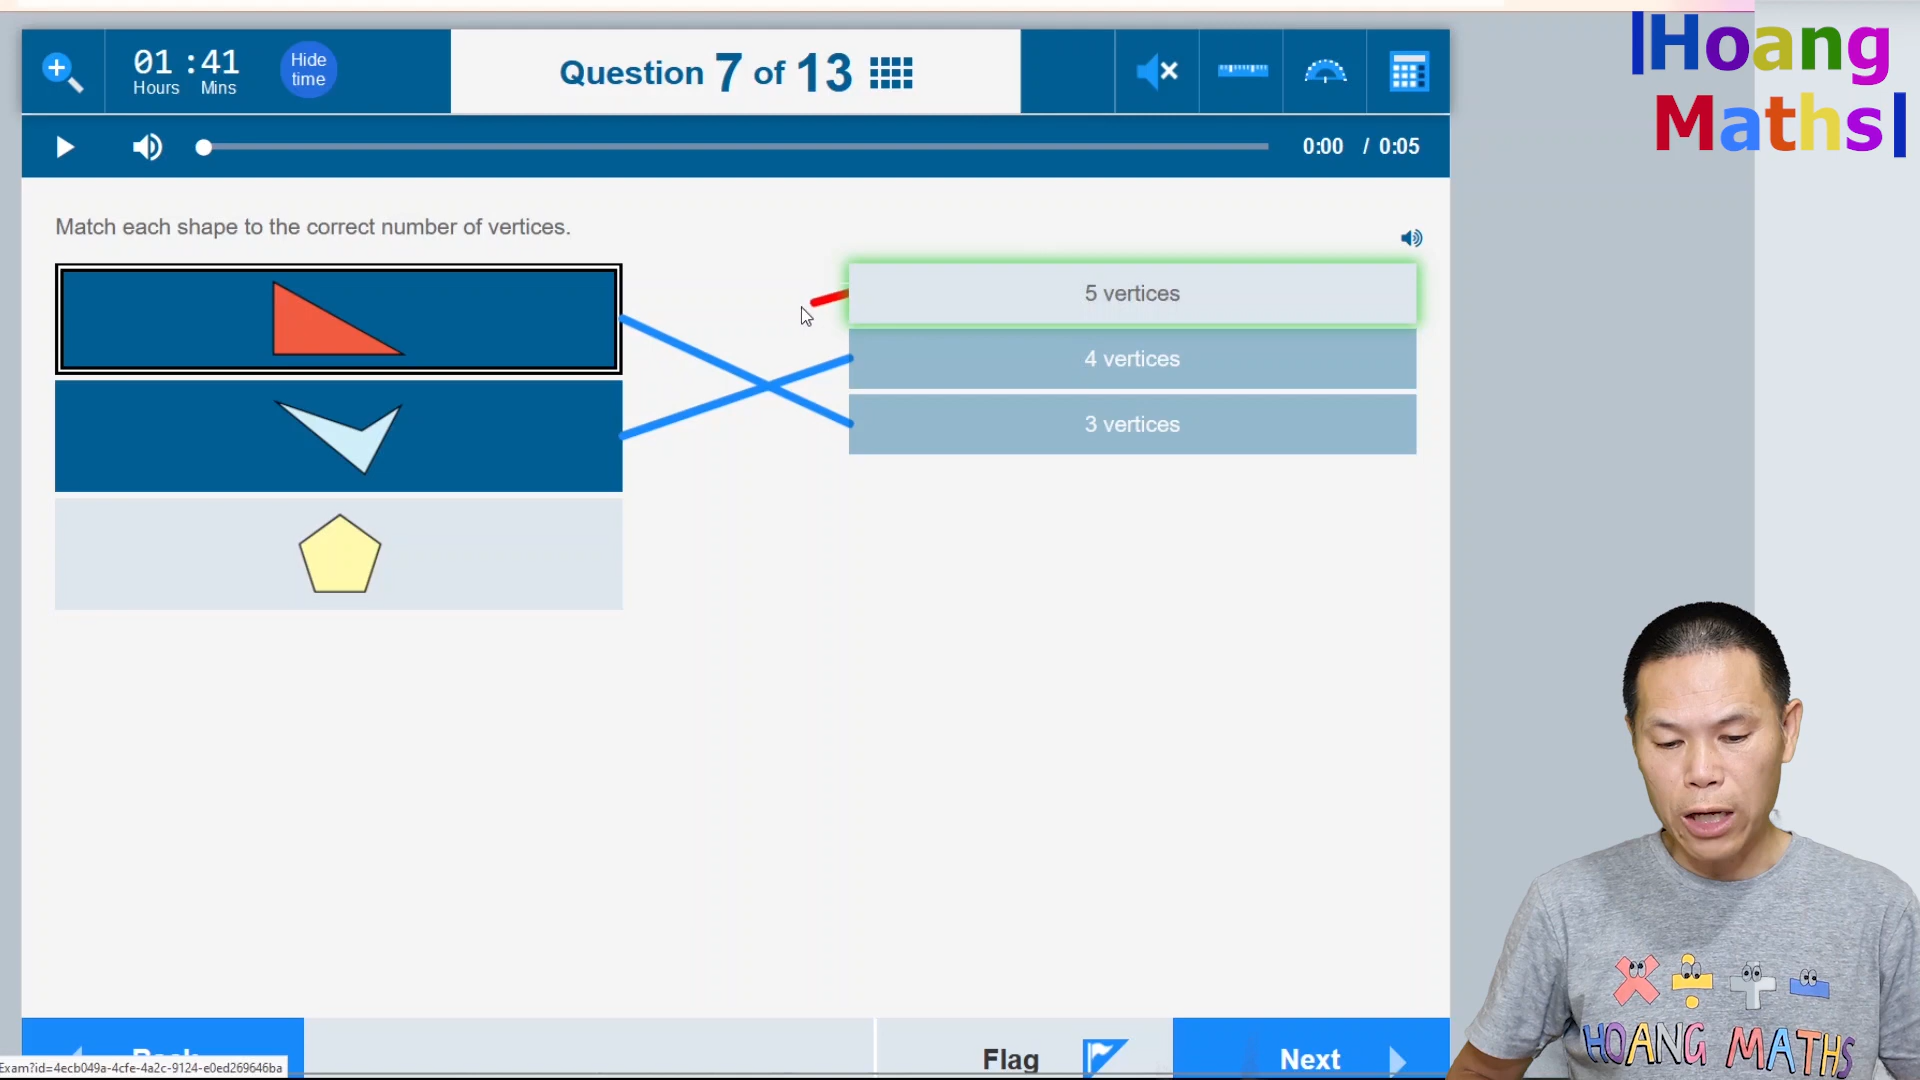 |Hoang
Maths|
01 : 41
Hours Mins
Hide
time
Question 7 of 13
0:00 / 0:05
Match each shape to the correct number of vertices.
5 vertices
4 vertices
3 vertices
Back
Flag
Next
Exam?id=4ecb049a-4cfe-4a2c-9124-e0ed269646ba
HOANG MATHS